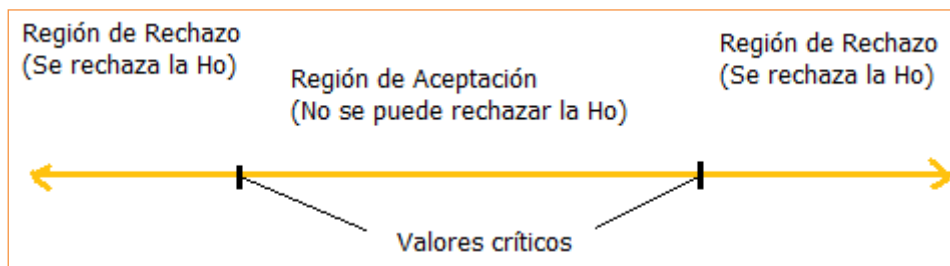 Región de Rechazo
(Se rechaza la Ho)
Región de Aceptación
(No se puede rechazar la Ho)
Región de Rechazo
(Se rechaza la Ho)
Valores críticos